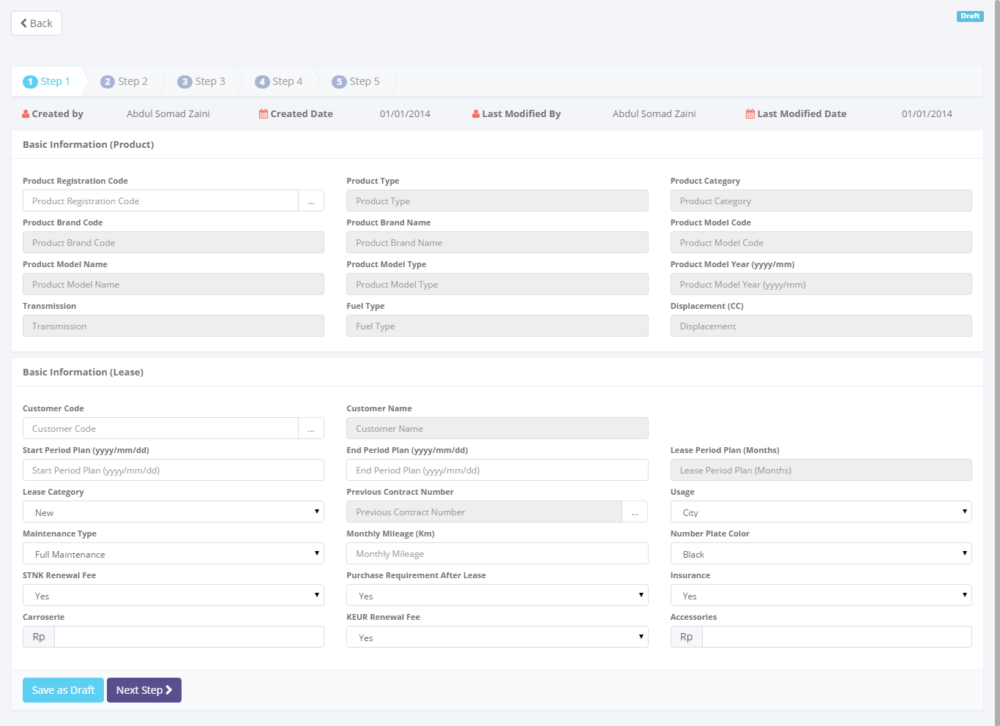 Back
Draft
1 Step 1 2 Step 2 3 Step 3 4 Step 4 5 Step 5
Created by Abdul Somad Zaini Created Date 01/01/2014 Last Modified By Abdul Somad Zaini Last Modified Date 01/01/2014
Basic Information (Product)
Product Registration Code Product Type Product Category
Product Registration Code ... Product Type Product Category
Product Brand Code Product Brand Name Product Model Code
Product Brand Code Product Brand Name Product Model Code
Product Model Name Product Model Type Product Model Year (yyyy/mm)
Product Model Name Product Model Type Product Model Year (yyyy/mm)
Transmission Fuel Type Displacement (CC)
Transmission Fuel Type Displacement
Basic Information (Lease)
Customer Code Customer Name
Customer Code ... Customer Name
Start Period Plan (yyyy/mm/dd) End Period Plan (yyyy/mm/dd) Lease Period Plan (Months)
Start Period Plan (yyyy/mm/dd) End Period Plan (yyyy/mm/dd) Lease Period Plan (Months)
Lease Category Previous Contract Number Usage
New Previous Contract Number ... City
Maintenance Type Monthly Mileage (Km) Number Plate Color
Full Maintenance Monthly Mileage Black
STNK Renewal Fee Purchase Requirement After Lease Insurance
Yes Yes Yes
Carroserie KEUR Renewal Fee Accessories
Rp Yes Rp
Save as Draft Next Step